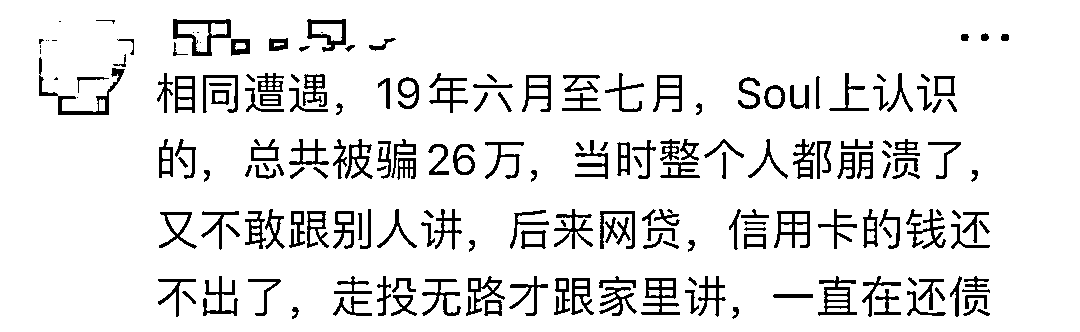 相同遭遇，19年六月至七月，Soul上认识
的，总共被骗26万，当时整个人都崩溃了，
又不敢跟别人讲，后来网贷，信用卡的钱还
不出了，走投无路才跟家里讲，一直在还债